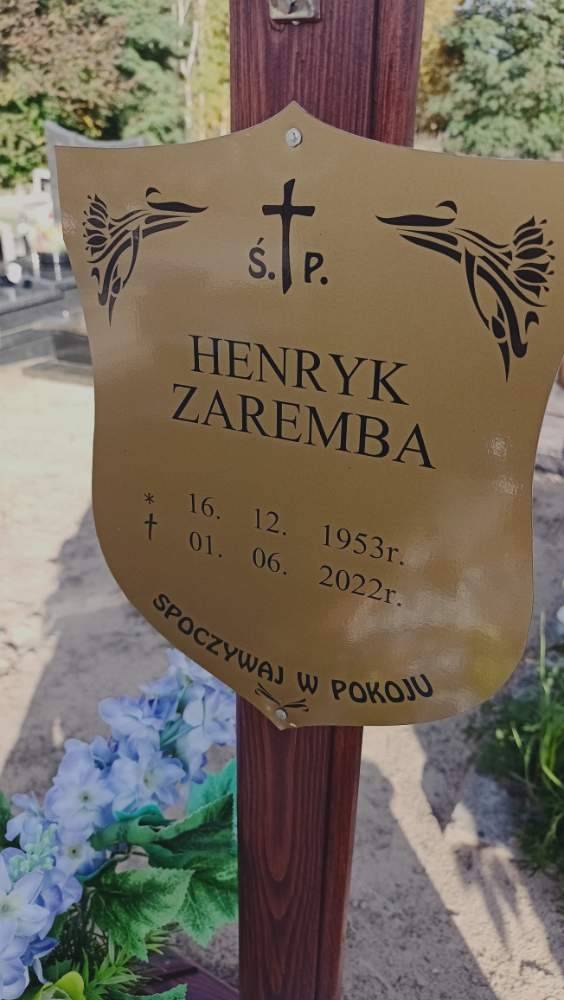 Ś. P.
HENRYK
ZAREMBA
* 16. 12. 1953r.
† 01. 06. 2022r.
SPOCZYWAJ W POKOJU